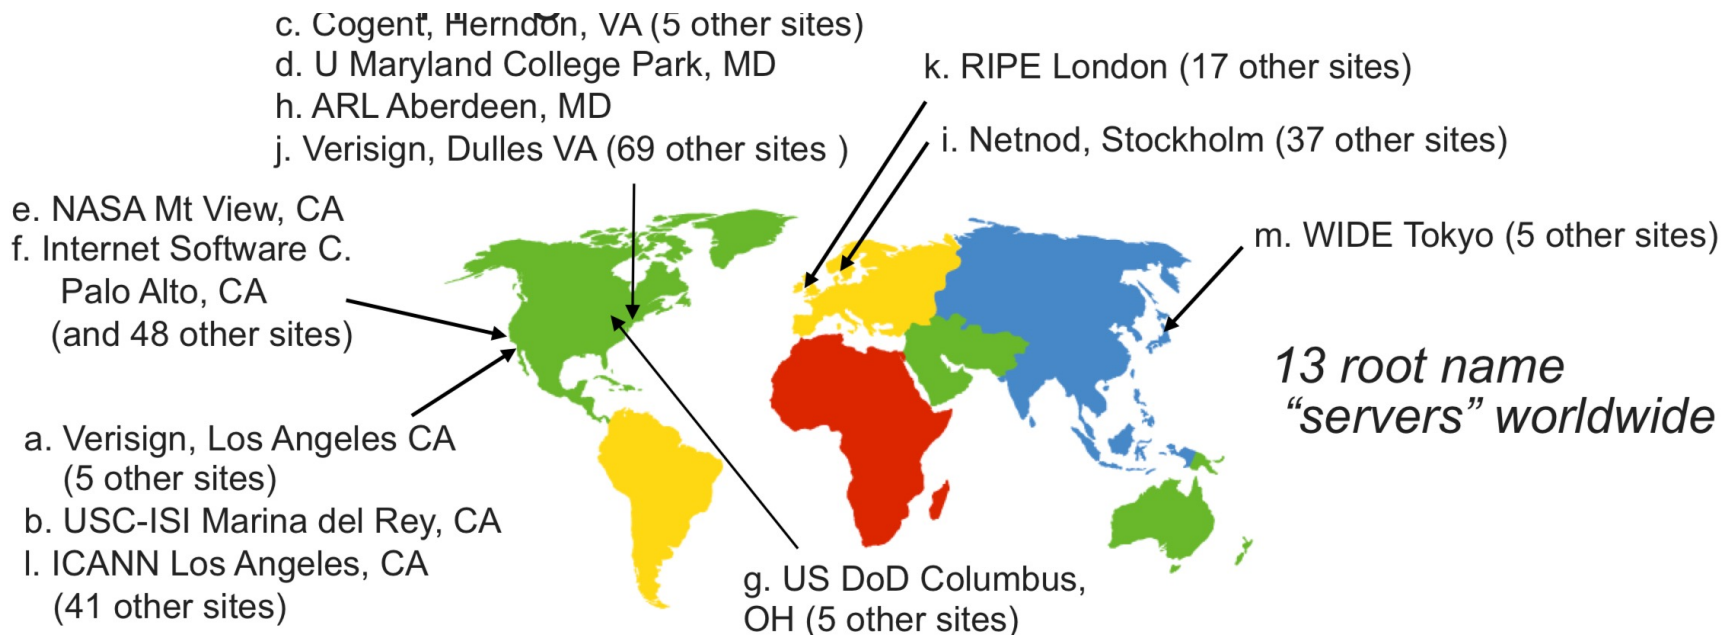 c. Cogent, Herndon, VA (5 other sites)
d. U Maryland College Park, MD
h. ARL Aberdeen, MD
j. Verisign, Dulles VA (69 other sites )
k. RIPE London (17 other sites)
i. Netnod, Stockholm (37 other sites)
m. WIDE Tokyo (5 other sites)
e. NASA Mt View, CA
f. Internet Software C.
Palo Alto, CA
(and 48 other sites)
a. Verisign, Los Angeles CA
(5 other sites)
b. USC-ISI Marina del Rey, CA
l. ICANN Los Angeles, CA
(41 other sites)
g. US DoD Columbus,
OH (5 other sites)
13 root name
“servers” worldwide